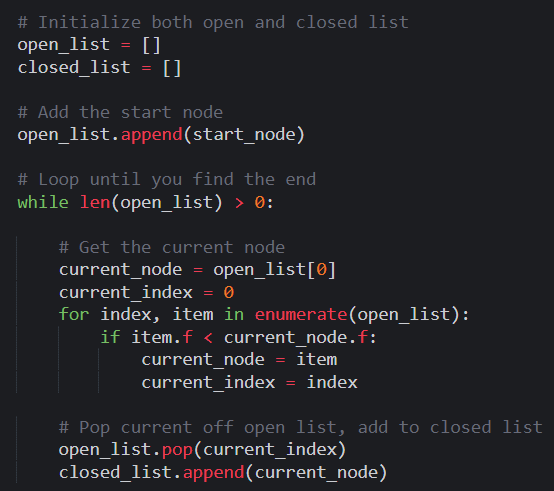 # Initialize both open and closed list
open_list = []
closed_list = []
# Add the start node
open_list.append(start_node)
# Loop until you find the end
while len(open_list) > 0:
# Get the current node
current_node = open_list[0]
current_index = 0
for index, item in enumerate(open_list):
if item.f < current_node.f:
current_node = item
current_index = index
# Pop current off open list, add to closed list
open_list.pop(current_index)
closed_list.append(current_node)